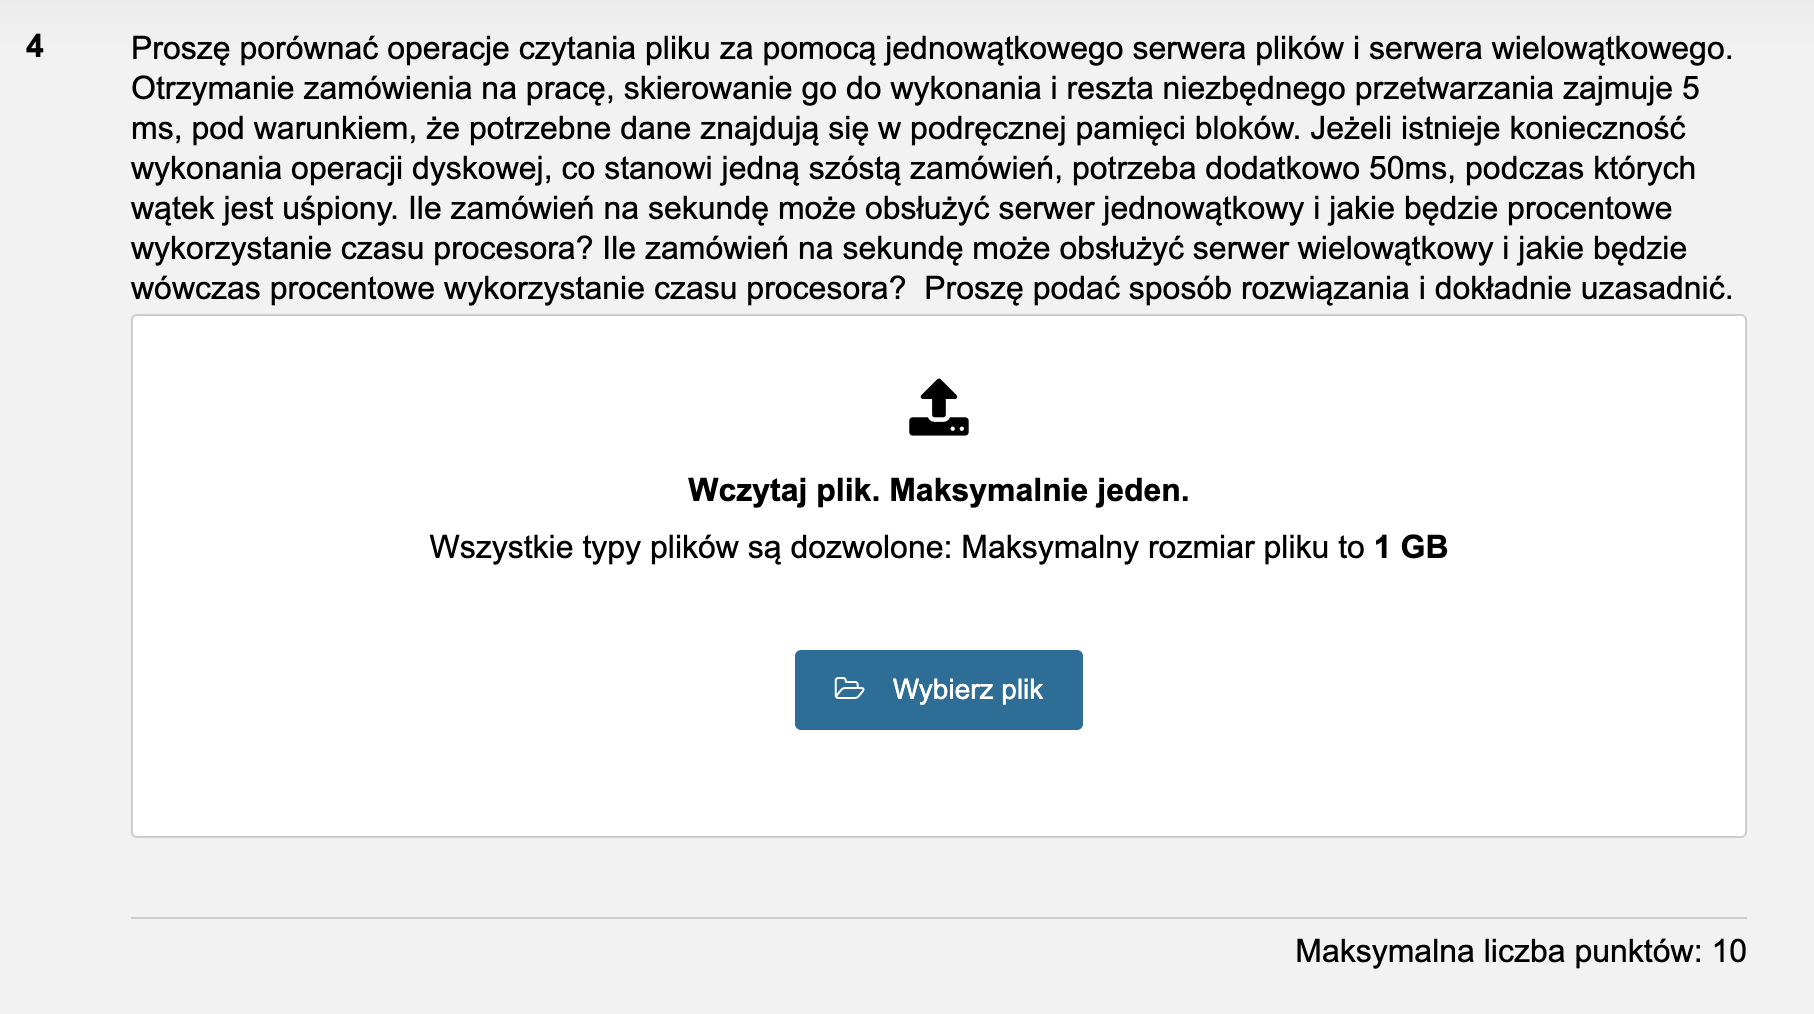 4
Proszę porównać operacje czytania pliku za pomocą jednowątkowego serwera plików i serwera wielowątkowego.
Otrzymanie zamówienia na pracę, skierowanie go do wykonania i reszta niezbędnego przetwarzania zajmuje 5
ms, pod warunkiem, że potrzebne dane znajdują się w podręcznej pamięci bloków. Jeżeli istnieje konieczność
wykonania operacji dyskowej, co stanowi jedną szóstą zamówień, potrzeba dodatkowo 50ms, podczas których
wątek jest uśpiony. Ile zamówień na sekundę może obsłużyć serwer jednowątkowy i jakie będzie procentowe
wykorzystanie czasu procesora? Ile zamówień na sekundę może obsłużyć serwer wielowątkowy i jakie będzie
wówczas procentowe wykorzystanie czasu procesora?  Proszę podać sposób rozwiązania i dokładnie uzasadnić.
Wczytaj plik. Maksymalnie jeden.
Wszystkie typy plików są dozwolone: Maksymalny rozmiar pliku to 1 GB
Wybierz plik
Maksymalna liczba punktów: 10